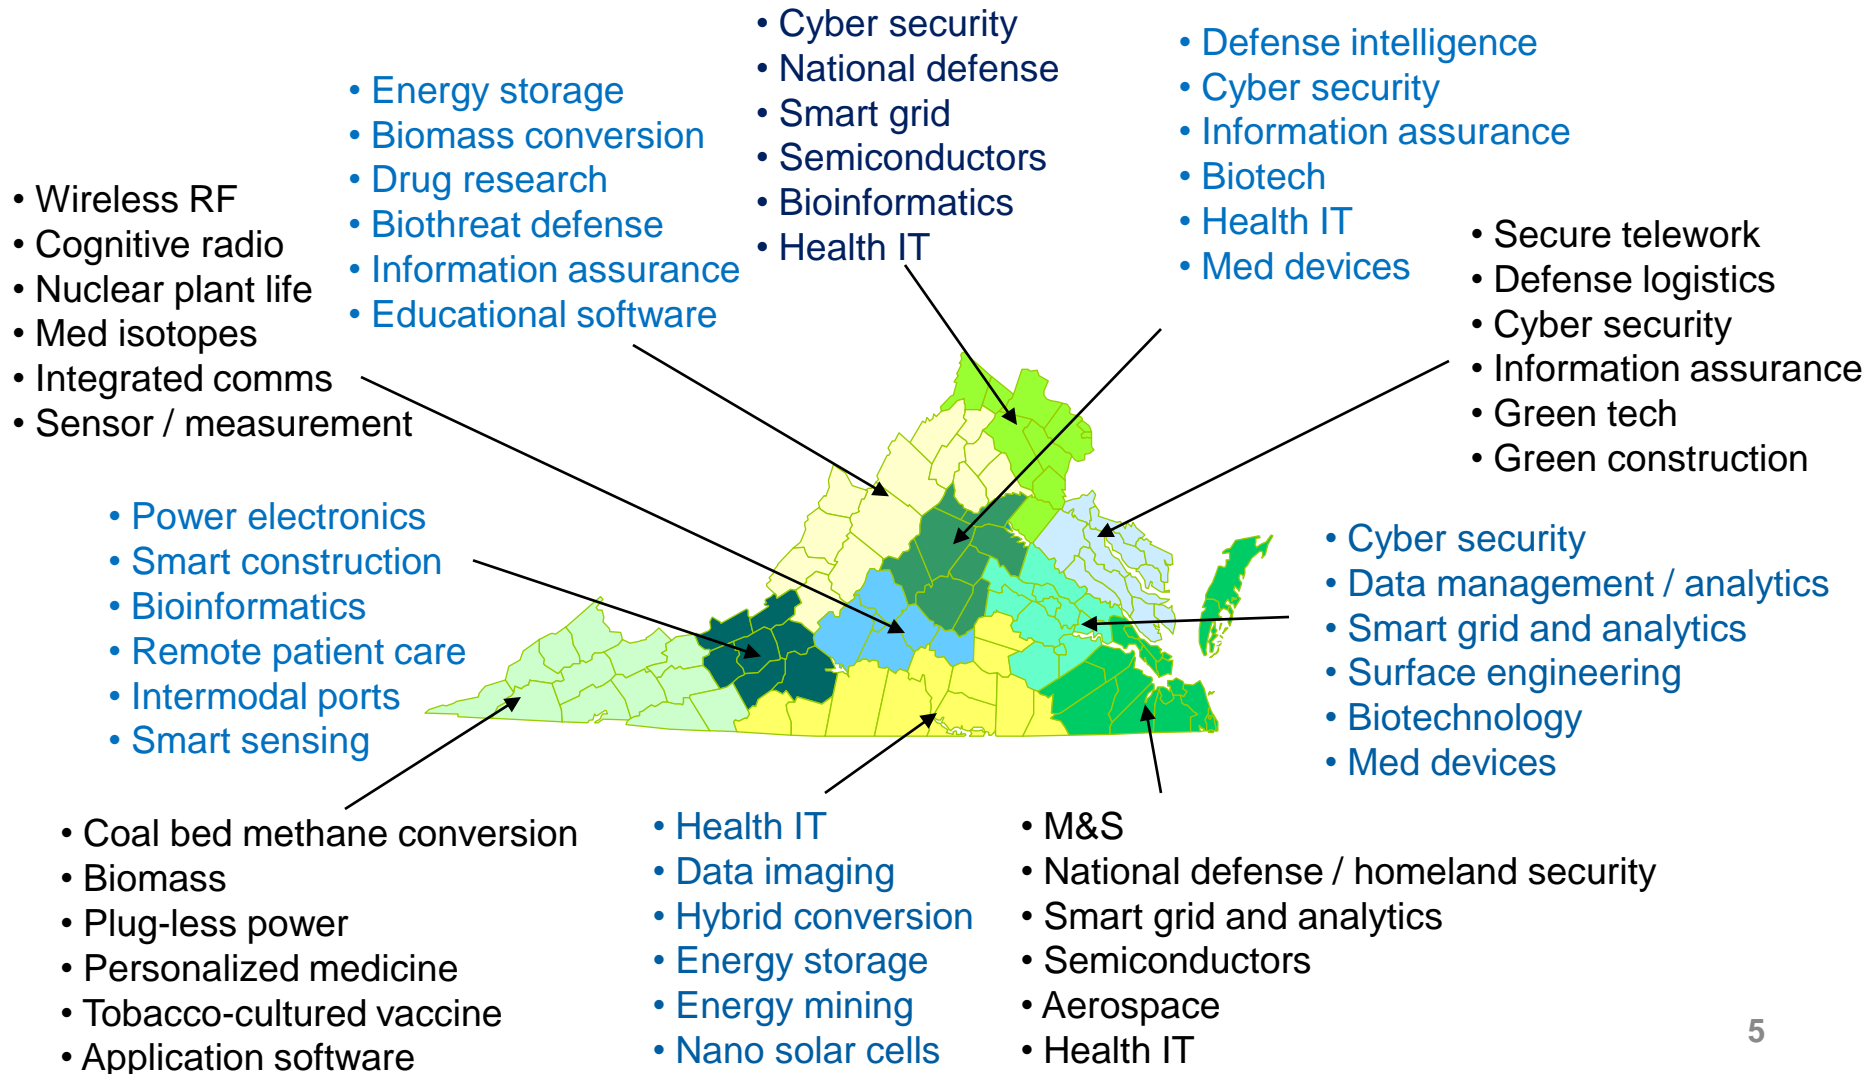 • Cyber security
• National defense
• Smart grid
• Semiconductors
• Bioinformatics
• Health IT
• Defense intelligence
• Cyber security
• Information assurance
• Biotech
• Health IT
• Med devices
• Energy storage
• Biomass conversion
• Drug research
• Biothreat defense
• Information assurance
• Educational software
• Wireless RF
• Cognitive radio
• Nuclear plant life
• Med isotopes
• Integrated comms
• Sensor / measurement
• Secure telework
• Defense logistics
• Cyber security
• Information assurance
• Green tech
• Green construction
• Power electronics
• Smart construction
• Bioinformatics
• Remote patient care
• Intermodal ports
• Smart sensing
• Cyber security
• Data management / analytics
• Smart grid and analytics
• Surface engineering
• Biotechnology
• Med devices
• Coal bed methane conversion
• Biomass
• Plug-less power
• Personalized medicine
• Tobacco-cultured vaccine
• Application software
• Health IT
• Data imaging
• Hybrid conversion
• Energy storage
• Energy mining
• Nano solar cells
• M&S
• National defense / homeland security
• Smart grid and analytics
• Semiconductors
• Aerospace
• Health IT
5